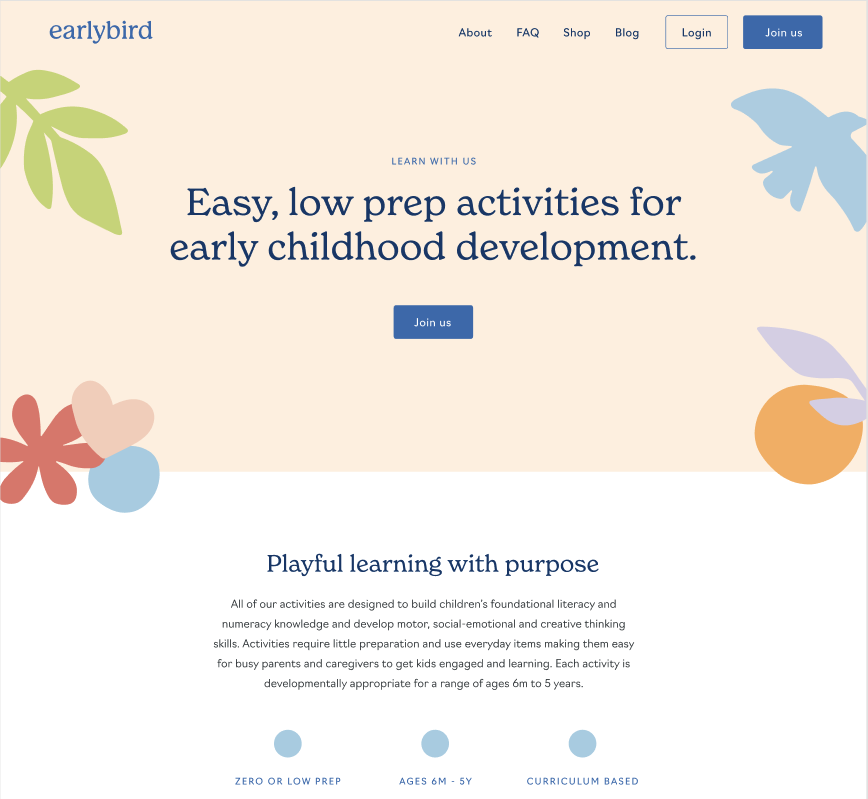 earlybird
About FAQ Shop Blog Login Join us
LEARN WITH US
Easy, low prep activities for
early childhood development.
Join us
Playful learning with purpose
All of our activities are designed to build children's foundational literacy and
numeracy knowledge and develop motor, social-emotional and creative thinking
skills. Activities require little preparation and use everyday items making them easy
for busy parents and caregivers to get kids engaged and learning. Each activity is
developmentally appropriate for a range of ages 6m to 5 years.
ZERO OR LOW PREP AGES 6M - 5Y CURRICULUM BASED